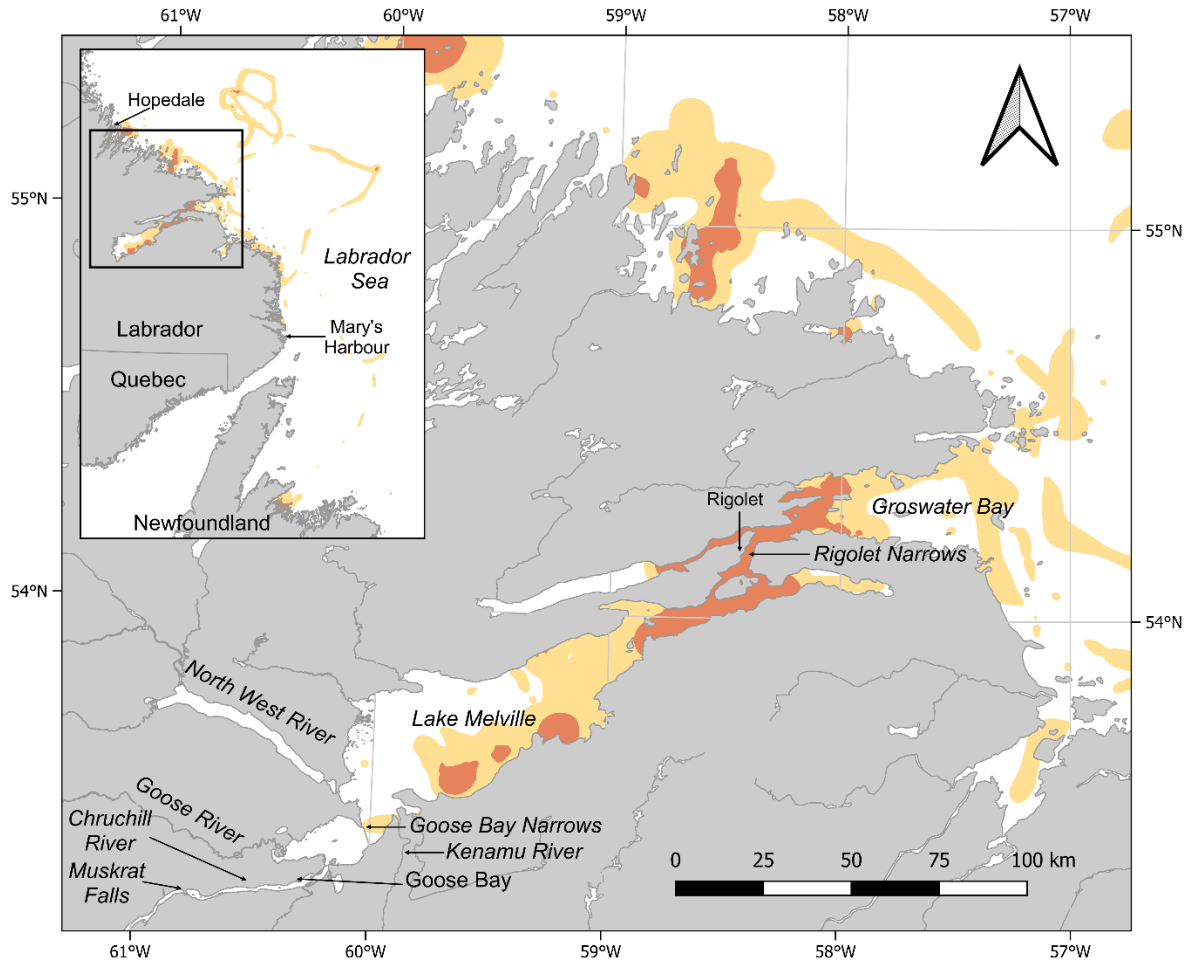 61°W 60°W 59°W 58°W 57°W
Hopedale
55°N
55°N
Labrador
Sea
Labrador
Mary's
Harbour
Quebec
Newfoundland
Rigolet
Groswater Bay
Rigolet Narrows
54°N
54°N
North West River
Lake Melville
Goose River
Chruchill
River
Goose Bay Narrows
Kenamu River
Muskrat
Falls
Goose Bay
0 25 50 75 100 km
61°W 60°W 59°W 58°W 57°W